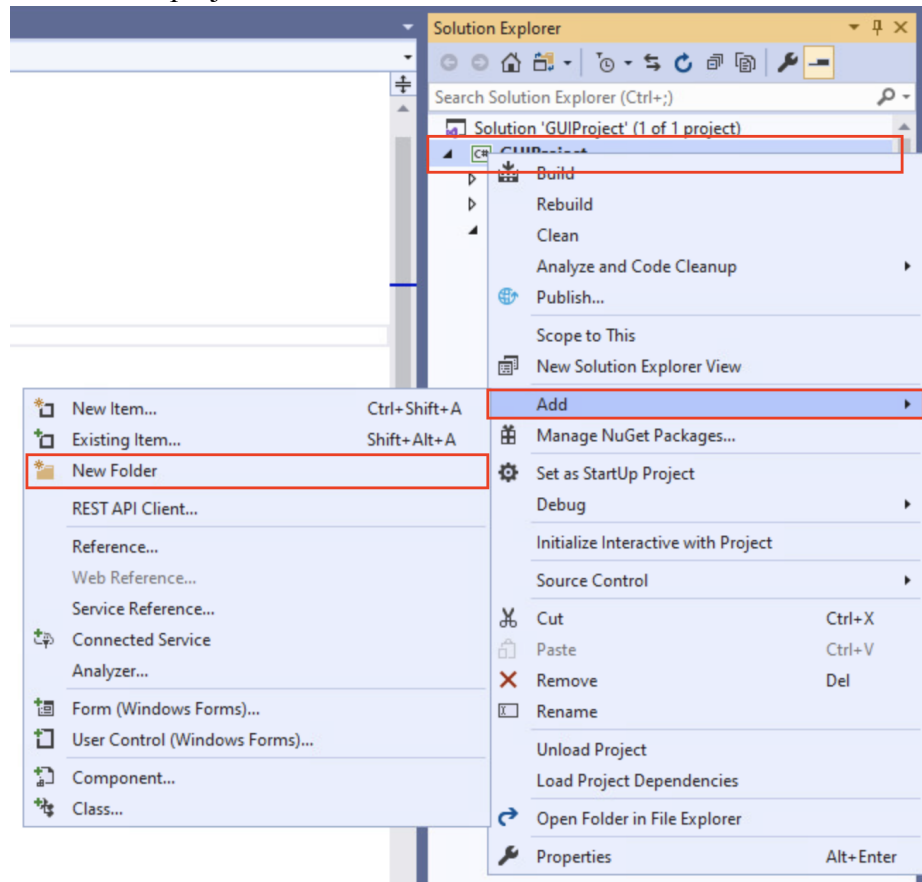 Solution Explorer
Search Solution Explorer (Ctrl+;)
Solution 'GUIProject' (1 of 1 project)
C# GUIProject
Build
Rebuild
Clean
Analyze and Code Cleanup
Publish...
Scope to This
New Solution Explorer View
Add
Manage NuGet Packages...
Set as StartUp Project
Debug
Initialize Interactive with Project
Source Control
Cut Ctrl+X
Paste Ctrl+V
Remove Del
Rename
Unload Project
Load Project Dependencies
Open Folder in File Explorer
Properties Alt+Enter
New Item... Ctrl+Shift+A
Existing Item... Shift+Alt+A
New Folder
REST API Client...
Reference...
Web Reference...
Service Reference...
Connected Service
Analyzer...
Form (Windows Forms)...
User Control (Windows Forms)...
Component...
Class...